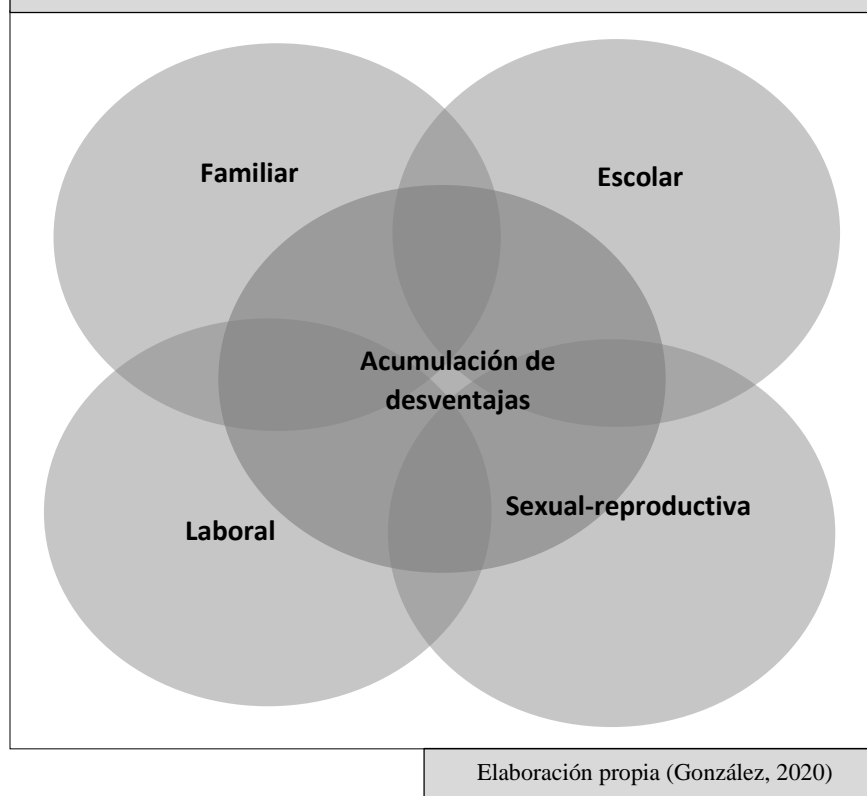 Familiar
Escolar
Acumulación de
desventajas
Sexual-reproductiva
Laboral
Elaboración propia (González, 2020)